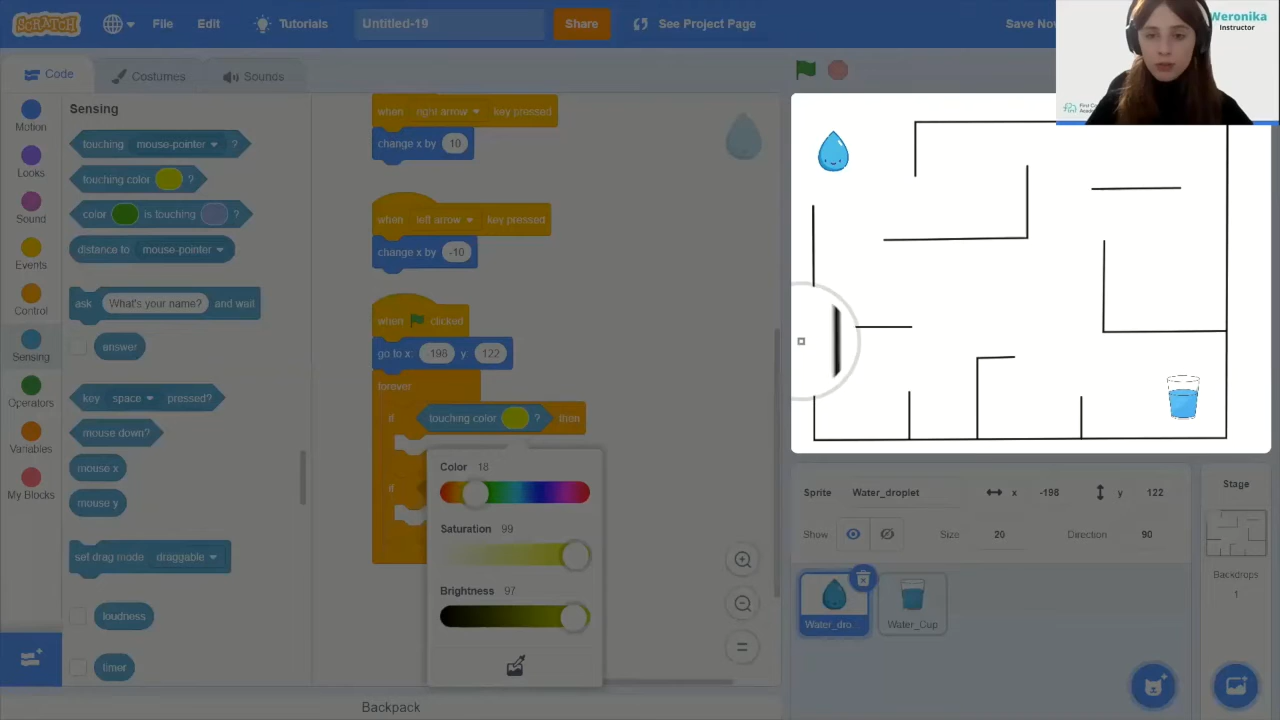 SCRATCH
File
Edit
Tutorials
Untitled-19
Share
See Project Page
Save Now
Weronika
Instructor
Code
Costumes
Sounds
Motion
Looks
Sound
Events
Control
Sensing
Operators
Variables
My Blocks
Sensing
touching mouse-pointer ?
touching color ?
color is touching ?
distance to mouse-pointer
ask What's your name? and wait
answer
key space pressed?
mouse down?
mouse x
mouse y
set drag mode draggable
loudness
timer
when right arrow key pressed
change x by 10
when left arrow key pressed
change x by -10
when clicked
go to x: -198 y 122
forever
if touching color ? then
if
Color 18
Saturation 99
Brightness 97
Backpack
Sprite Water_droplet x -198 y 122
Show Size 20 Direction 90
Water_dro...
Water_Cup
Stage
Backdrops
1